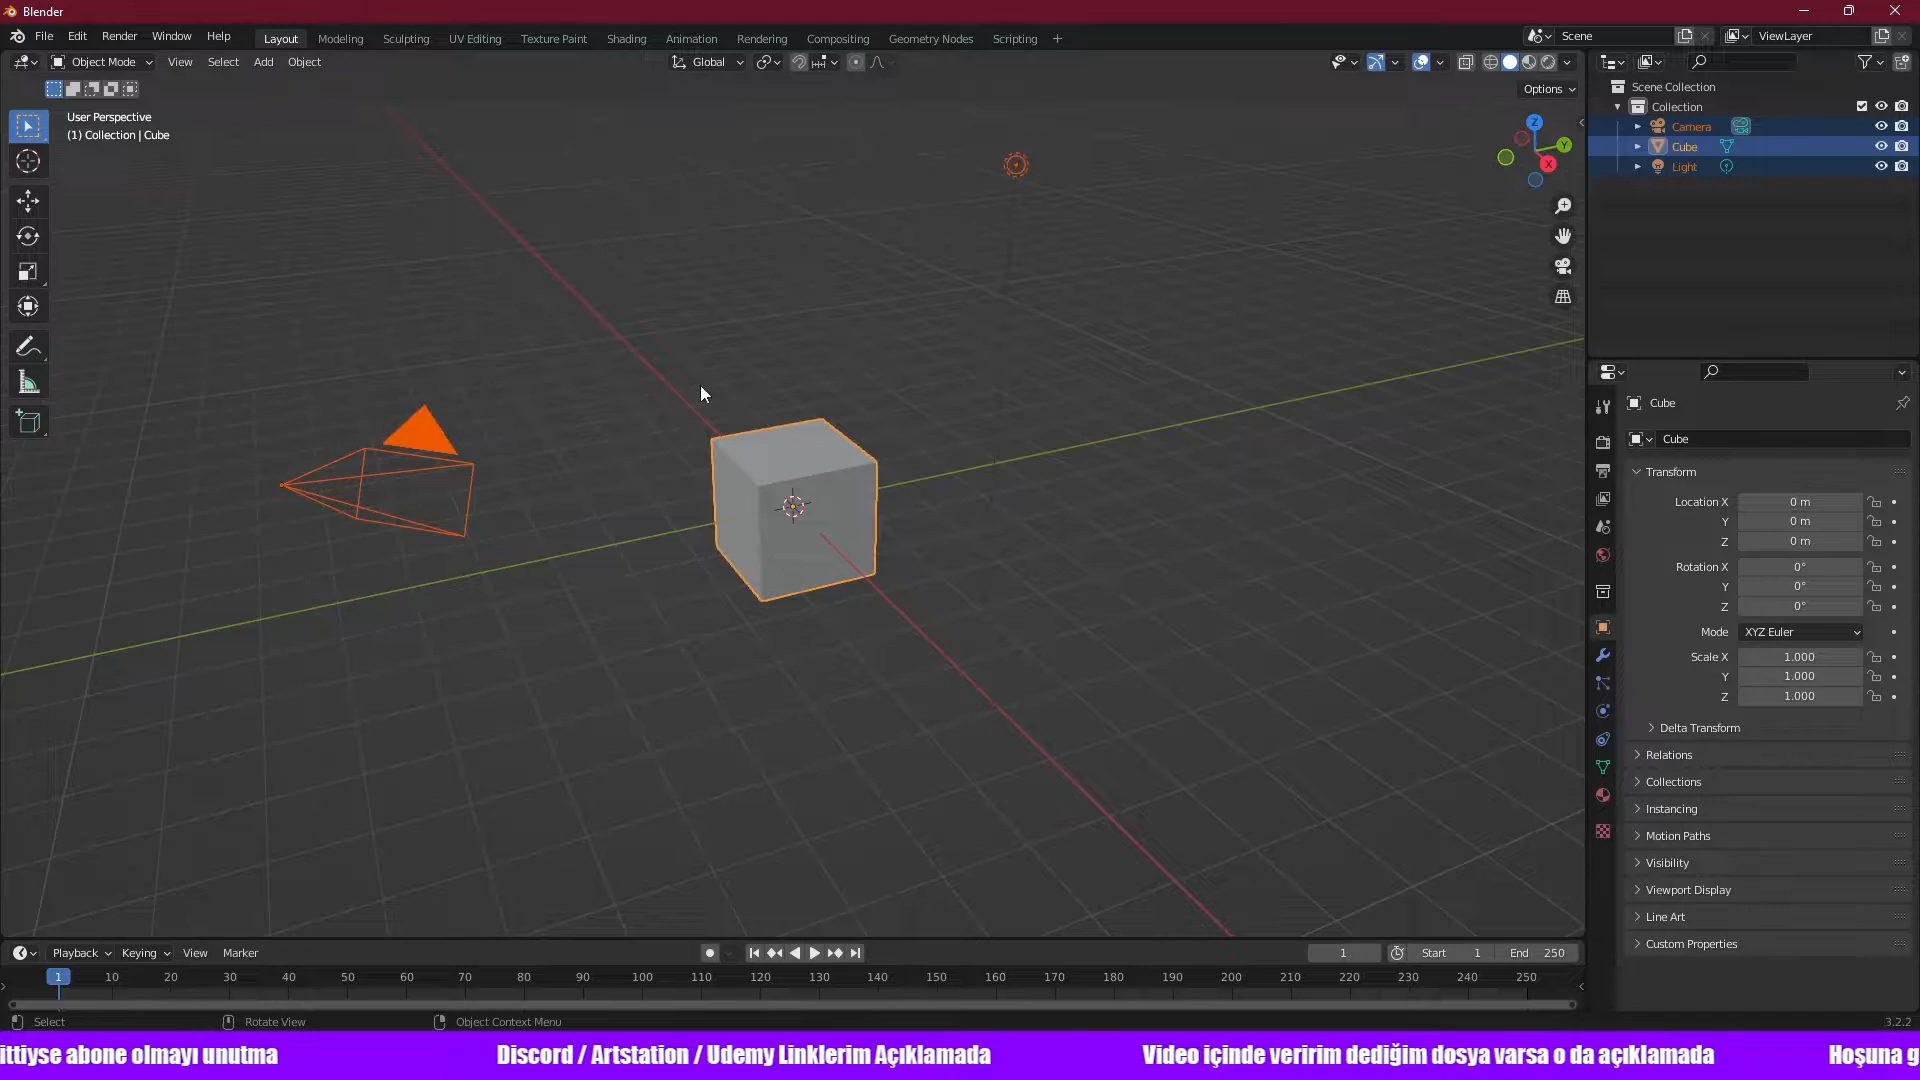 Blender
File Edit Render Window Help Layout Modeling Sculpting UV Editing Texture Paint Shading Animation Rendering Compositing Geometry Nodes Scripting + Scene ViewLayer
Object Mode View Select Add Object Global
Options
User Perspective
(1) Collection | Cube
Z
Y
X
Scene Collection
Collection
Camera
Cube
Light
Cube
Cube
Transform
Location X 0 m
Y 0 m
Z 0 m
Rotation X 0°
Y 0°
Z 0°
Mode XYZ Euler
Scale X 1.000
Y 1.000
Z 1.000
Delta Transform
Relations
Collections
Instancing
Motion Paths
Visibility
Viewport Display
Line Art
Custom Properties
Playback Keying View Marker 1 Start 1 End 250
1 10 20 30 40 50 60 70 80 90 100 110 120 130 140 150 160 170 180 190 200 210 220 230 240 250
Select Rotate View Object Context Menu 3.2.2
ittiyse abone olmayı unutma Discord / Artstation / Udemy Linklerim Açıklamada Video içinde veririm dediğim dosya varsa o da açıklamada Hoşuna g